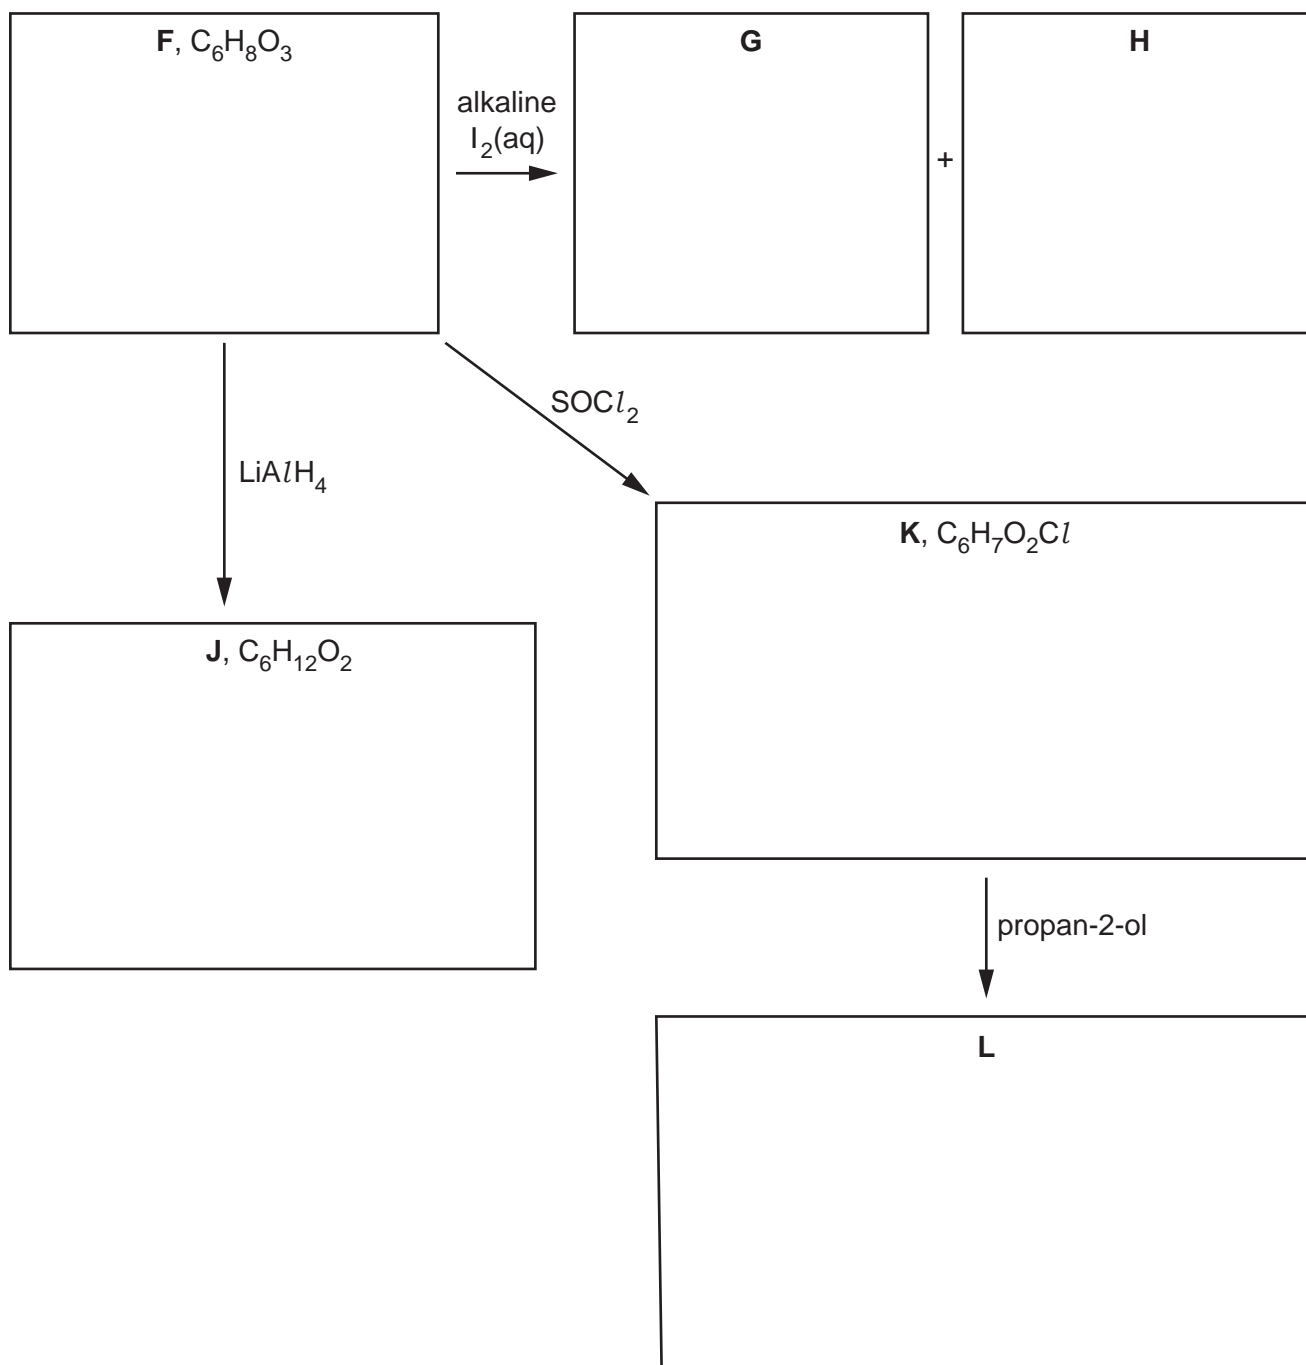 F, C₆H₈O₃
G
H
alkaline
I₂(aq)
+
SOCl₂
LiAlH₄
K, C₆H₇O₂Cl
J, C₆H₁₂O₂
propan-2-ol
L